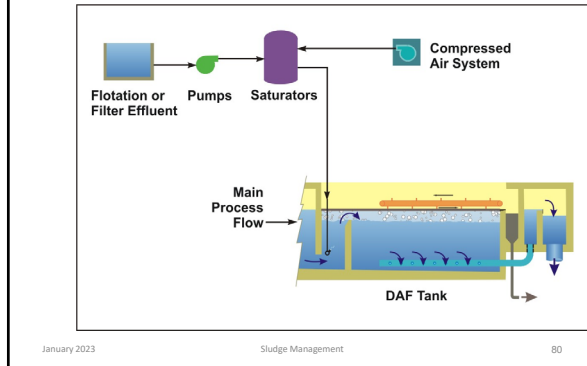 Compressed
Air System
Flotation or
Filter Effluent
Pumps
Saturators
Main
Process
Flow
DAF Tank
January 2023
Sludge Management
80